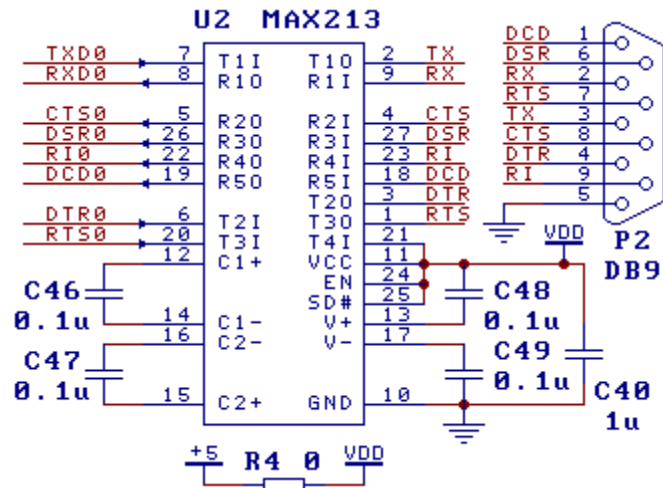 U2 MAX213
TXD0 7 T1I T1O 2 TX
RXD0 8 R1O R1I 9 RX
CTS0 5 R2O R2I 4 CTS
DSR0 26 R3O R3I 27 DSR
RI0 22 R4O R4I 23 RI
DCD0 19 R5O R5I 18 DCD
T2O 3 DTR
DTR0 6 T2I T3O 1 RTS
RTS0 20 T3I T4I 21
12 C1+ VCC 11
EN 24
SD# 25
C46
0.1u
14 C1- V+ 13
16 C2- V- 17
C47
0.1u
15 C2+ GND 10
C48
0.1u
C49
0.1u
C40
1u
DCD 1
DSR 6
RX 2
RTS 7
TX 3
CTS 8
DTR 4
RI 9
5
P2
DB9
VDD
+5 R4 0 VDD